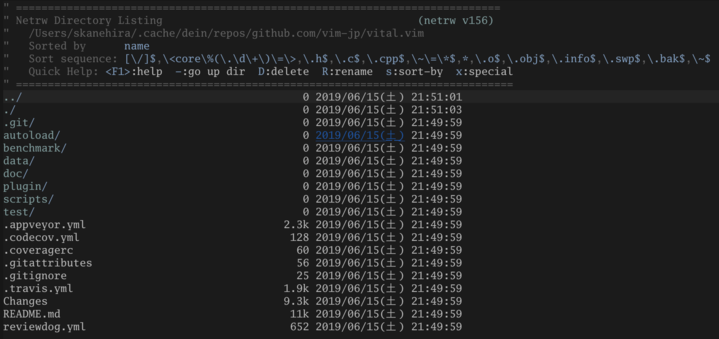 " ============================================================================
" Netrw Directory Listing                                        (netrw v156)
"   /Users/skanehira/.cache/dein/repos/github.com/vim-jp/vital.vim
"   Sorted by      name
"   Sort sequence: [\/]$,\<core\%(\.\d\+\)\=\>,\.h$,\.c$,\.cpp$,\~\=\*$,*,\.o$,\.obj$,\.info$,\.swp$,\.bak$,\~$
"   Quick Help: <F1>:help  -:go up dir  D:delete  R:rename  s:sort-by  x:special
" ==============================================================================
../ 0 2019/06/15(土) 21:51:01
./ 0 2019/06/15(土) 21:51:03
.git/ 0 2019/06/15(土) 21:49:59
autoload/ 0 2019/06/15(土) 21:49:59
benchmark/ 0 2019/06/15(土) 21:49:59
data/ 0 2019/06/15(土) 21:49:59
doc/ 0 2019/06/15(土) 21:49:59
plugin/ 0 2019/06/15(土) 21:49:59
scripts/ 0 2019/06/15(土) 21:49:59
test/ 0 2019/06/15(土) 21:49:59
.appveyor.yml 2.3k 2019/06/15(土) 21:49:59
.codecov.yml 128 2019/06/15(土) 21:49:59
.coveragerc 60 2019/06/15(土) 21:49:59
.gitattributes 56 2019/06/15(土) 21:49:59
.gitignore 25 2019/06/15(土) 21:49:59
.travis.yml 1.9k 2019/06/15(土) 21:49:59
Changes 9.3k 2019/06/15(土) 21:49:59
README.md 11k 2019/06/15(土) 21:49:59
reviewdog.yml 652 2019/06/15(土) 21:49:59